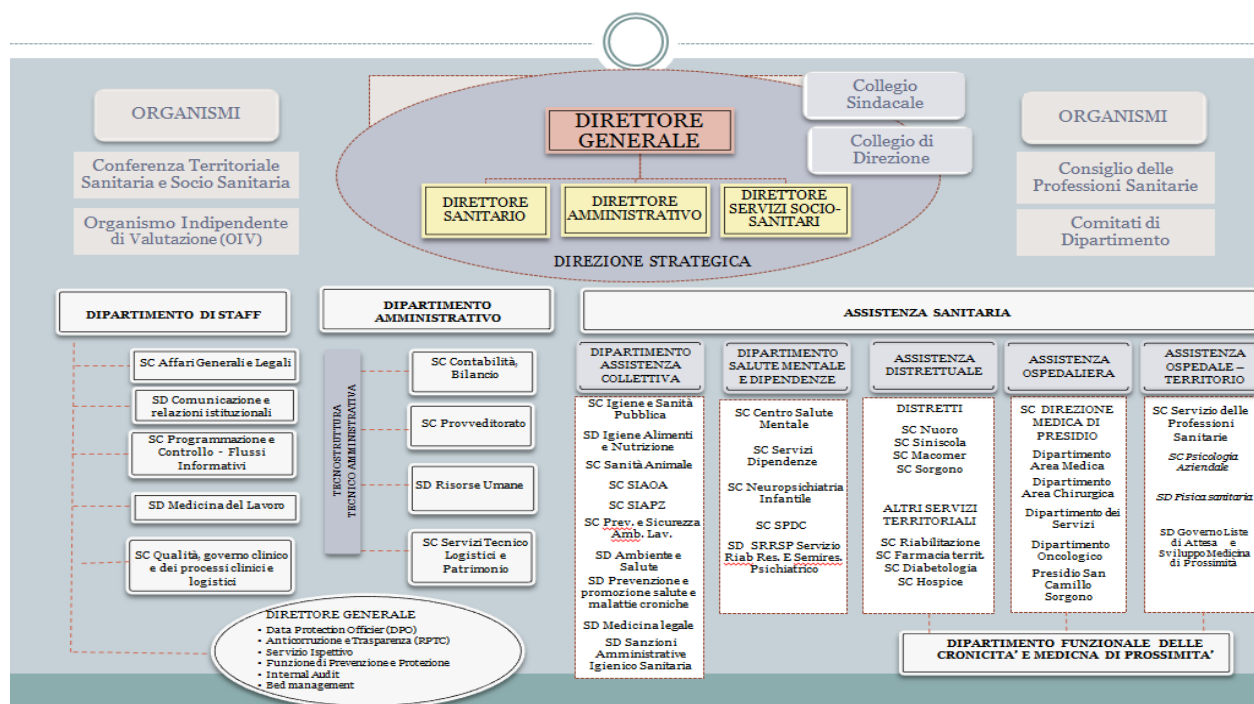 ORGANISMI
Conferenza Territoriale
Sanitaria e Socio Sanitaria
Organismo Indipendente
di Valutazione (OIV)
DIRETTORE
GENERALE
Collegio
Sindacale
Collegio di
Direzione
DIRETTORE
SANITARIO
DIRETTORE
AMMINISTRATIVO
DIRETTORE
SERVIZI SOCIO-
SANITARI
DIREZIONE STRATEGICA
ORGANISMI
Consiglio delle
Professioni Sanitarie
Comitati di
Dipartimento
DIPARTIMENTO DI STAFF
SC Affari Generali e Legali
SD Comunicazione e
relazioni istituzionali
SC Programmazione e
Controllo - Flussi
Informativi
SD Medicina del Lavoro
SC Qualità, governo clinico
e dei processi clinici e
logistici
DIRETTORE GENERALE
• Data Protection Officier (DPO)
• Anticorruzione e Trasparenza (RPTC)
• Servizio Ispettivo
• Funzione di Prevenzione e Protezione
• Internal Audit
• Bed management
DIPARTIMENTO
AMMINISTRATIVO
TECNOSTRUTTURA
TECNICO AMMINISTRATIVA
SC Contabilità,
Bilancio
SC Provveditorato
SD Risorse Umane
SC Servizi Tecnico
Logistici e
Patrimonio
ASSISTENZA SANITARIA
DIPARTIMENTO
ASSISTENZA
COLLETTIVA
SC Igiene e Sanità
Pubblica
SD Igiene Alimenti
e Nutrizione
SC Sanità Animale
SC SIAOA
SC SIAPZ
SC Prev. e Sicurezza
Amb. Lav.
SD Ambiente e
Salute
SD Prevenzione e
promozione salute e
malattie croniche
SD Medicina legale
SD Sanzioni
Amministrative
Igienico Sanitaria
DIPARTIMENTO
SALUTE MENTALE
E DIPENDENZE
SC Centro Salute
Mentale
SC Servizi
Dipendenze
SC Neuropsichiatria
Infantile
SC SPDC
SD SRRSP Servizio
Riab Res. E Semires.
Psichiatrico
ASSISTENZA
DISTRETTUALE
DISTRETTI
SC Nuoro
SC Siniscola
SC Macomer
SC Sorgono
ALTRI SERVIZI
TERRITORIALI
SC Riabilitazione
SC Farmacia territ.
SC Diabetologia
SC Hospice
ASSISTENZA
OSPEDALIERA
SC DIREZIONE
MEDICA DI
PRESIDIO
Dipartimento
Area Medica
Dipartimento
Area Chirurgica
Dipartimento dei
Servizi
Dipartimento
Oncologico
Presidio San
Camillo
Sorgono
ASSISTENZA
OSPEDALE –
TERRITORIO
SC Servizio delle
Professioni
Sanitarie
SC Psicologia
Aziendale
SD Fisica sanitaria
SD Governo Liste
di Attesa e
Sviluppo Medicina
di Prossimità
DIPARTIMENTO FUNZIONALE DELLE
CRONICITA’ E MEDICNA DI PROSSIMITA’